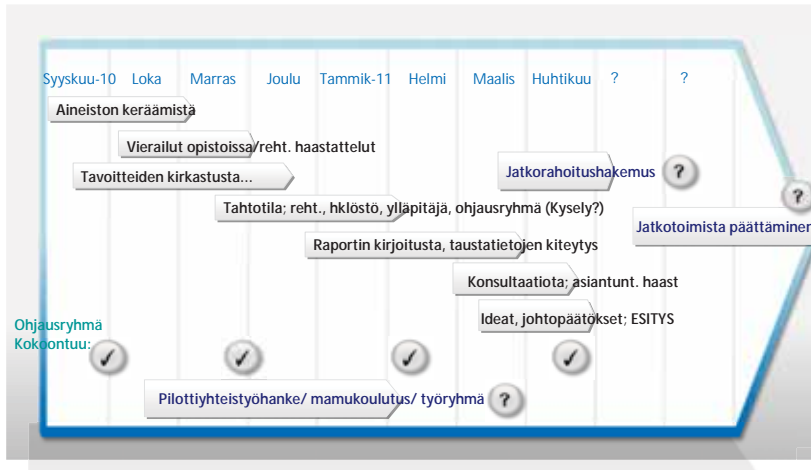 Syyskuu-10 Loka Marras Joulu Tammik-11 Helmi Maalis Huhtikuu ? ?
Aineiston keräämistä
Vierailut opistoissa/reht. haastattelut
Tavoitteiden kirkastusta...
Jatkorahoitushakemus ?
?
Tahtotila; reht., hklöstö, ylläpitäjä, ohjausryhmä (Kysely?)
Jatkotoimista päättäminen
Raportin kirjoitusta, taustatietojen kiteytys
Konsultaatiota; asiantunt. haast
Ideat, johtopäätökset; ESITYS
Ohjausryhmä
Kokoontuu:
Pilottiyhteistyöhanke/ mamukoulutus/ työryhmä ?